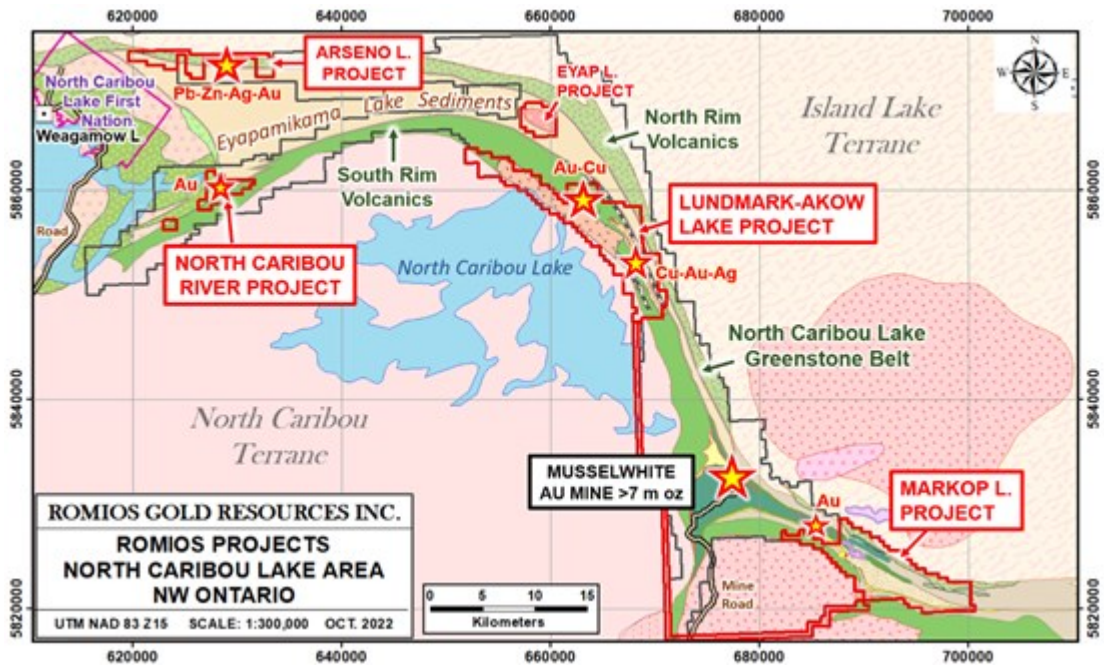 620000
640000
660000
680000
700000
ARSENO L.
PROJECT
Pb-Zn-Ag-Au
North Caribou
Lake First
Nation
Weagamow L
Eyapamikama Lake Sediments
EYAP L.
PROJECT
North Rim
Volcanics
Island Lake
Terrane
N
W
E
S
5860000
5860000
Au
South Rim
Volcanics
Au-Cu
LUNDMARK-AKOW
LAKE PROJECT
Road
NORTH CARIBOU
RIVER PROJECT
North Caribou Lake
Cu-Au-Ag
North Caribou Lake
Greenstone Belt
5840000
5840000
North Caribou
Terrane
MUSSELWHITE
AU MINE >7 m oz
Au
MARKOP L.
PROJECT
ROMIOS GOLD RESOURCES INC.
ROMIOS PROJECTS
NORTH CARIBOU LAKE AREA
NW ONTARIO
UTM NAD 83 Z15 SCALE: 1:300,000 OCT. 2022
0 5 10 15
Kilometers
Mine
Road
5820000
5820000
620000
640000
660000
680000
700000